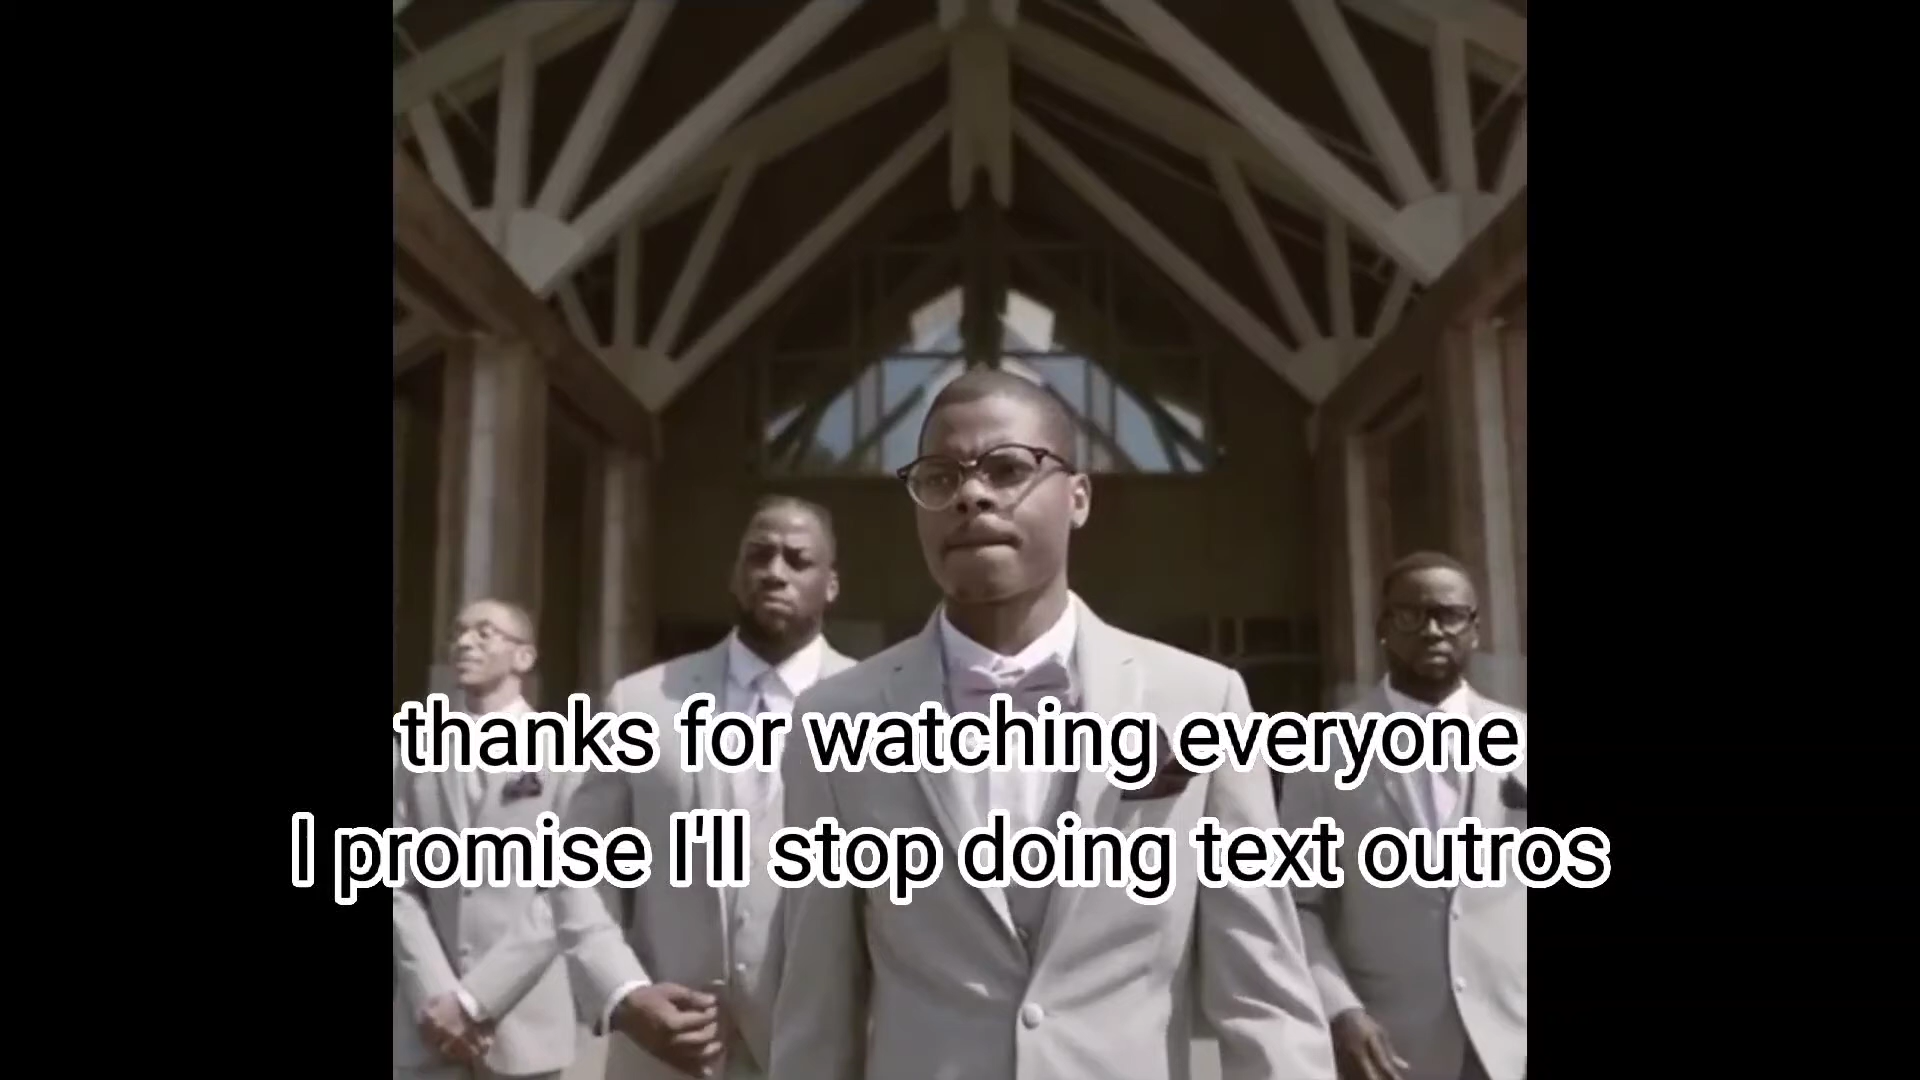 thanks for watching everyone
I promise I'll stop doing text outros